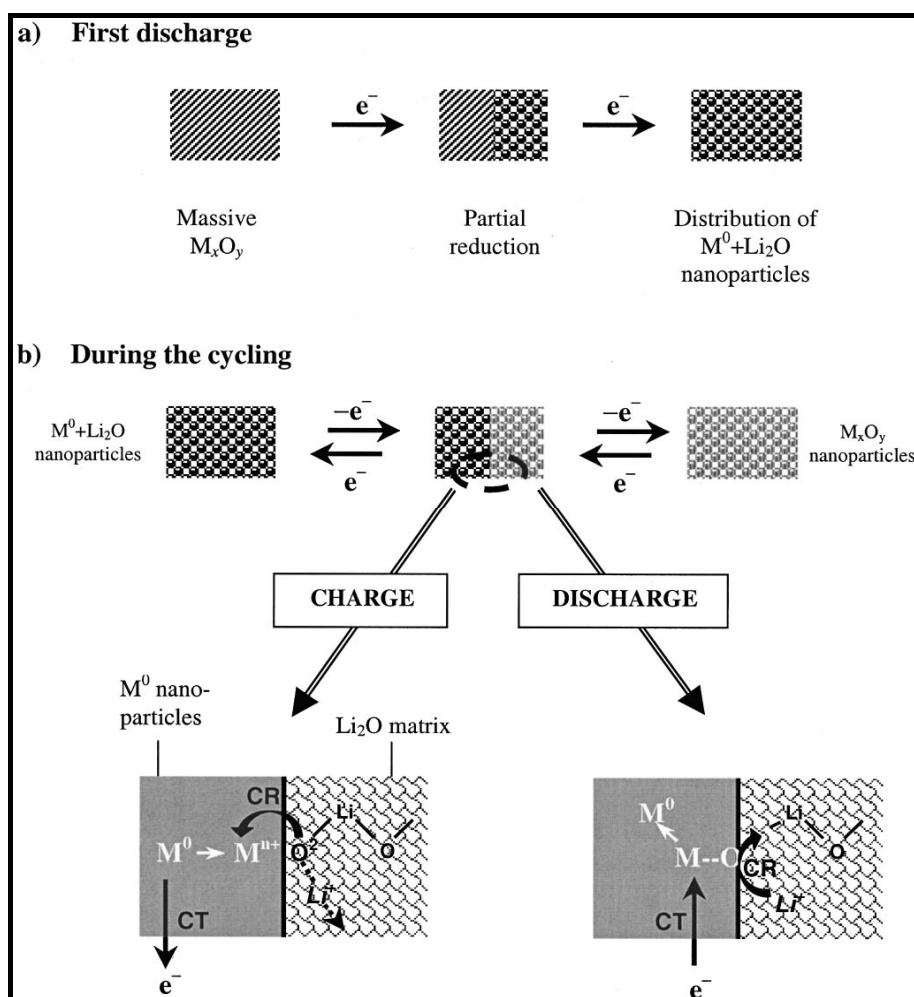 a) First discharge
e⁻ e⁻
Massive
MₓOᵧ
Partial
reduction
Distribution of
M⁰+Li₂O
nanoparticles
b) During the cycling
M⁰+Li₂O
nanoparticles
–e⁻
e⁻
–e⁻
e⁻
MₓOᵧ
nanoparticles
CHARGE
DISCHARGE
M⁰ nano-
particles
Li₂O matrix
CR
Li
M⁰ Mⁿ⁺ O² O
Li⁺
CT
e⁻
M⁰
Li
M--O O
CR
Li⁺
CT
e⁻